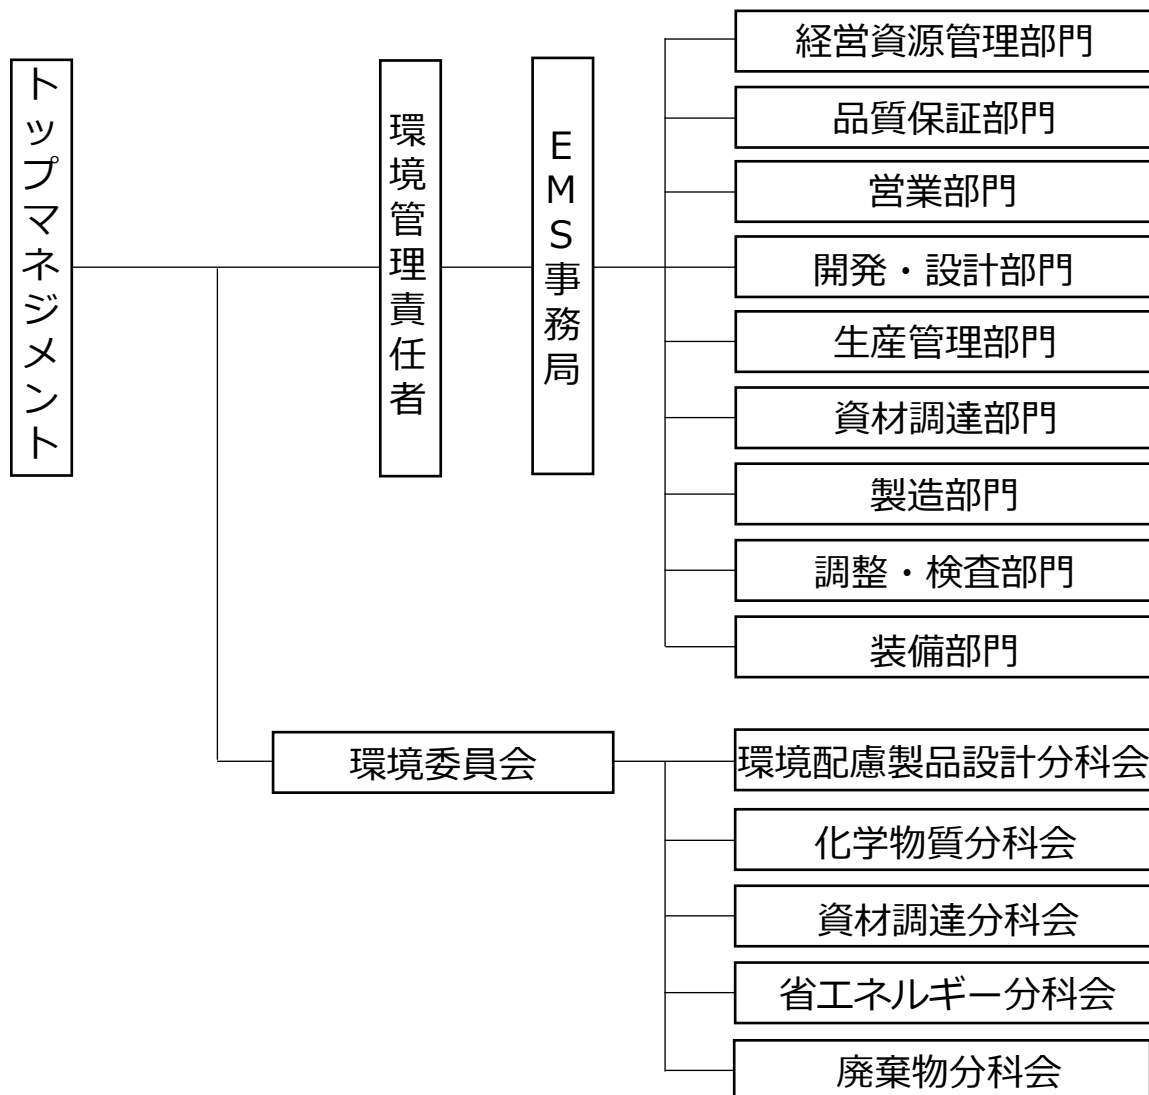 トップマネジメント
環境管理責任者
EMS事務局
経営資源管理部門
品質保証部門
営業部門
開発・設計部門
生産管理部門
資材調達部門
製造部門
調整・検査部門
装備部門
環境委員会
環境配慮製品設計分科会
化学物質分科会
資材調達分科会
省エネルギー分科会
廃棄物分科会